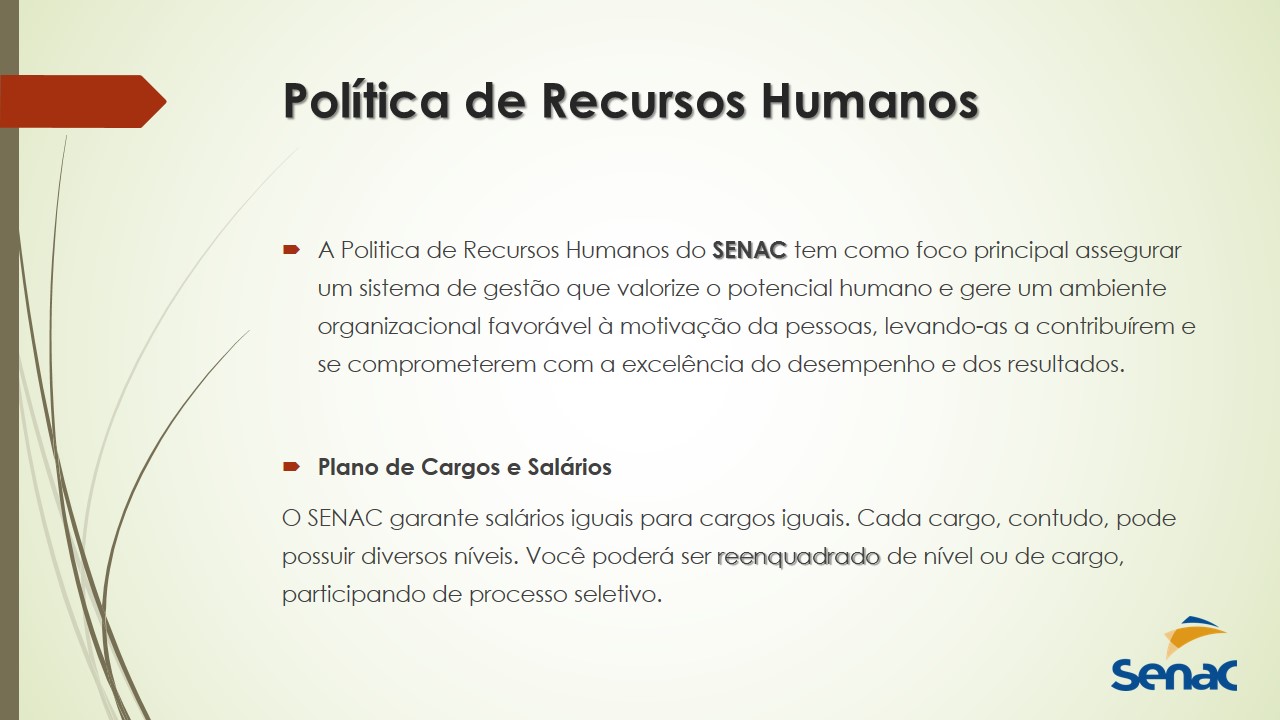 Política de Recursos Humanos
A Politica de Recursos Humanos do SENAC tem como foco principal assegurar
um sistema de gestão que valorize o potencial humano e gere um ambiente
organizacional favorável à motivação da pessoas, levando-as a contribuírem e
se comprometerem com a excelência do desempenho e dos resultados.
Plano de Cargos e Salários
O SENAC garante salários iguais para cargos iguais. Cada cargo, contudo, pode
possuir diversos níveis. Você poderá ser reenquadrado de nível ou de cargo,
participando de processo seletivo.
Senac